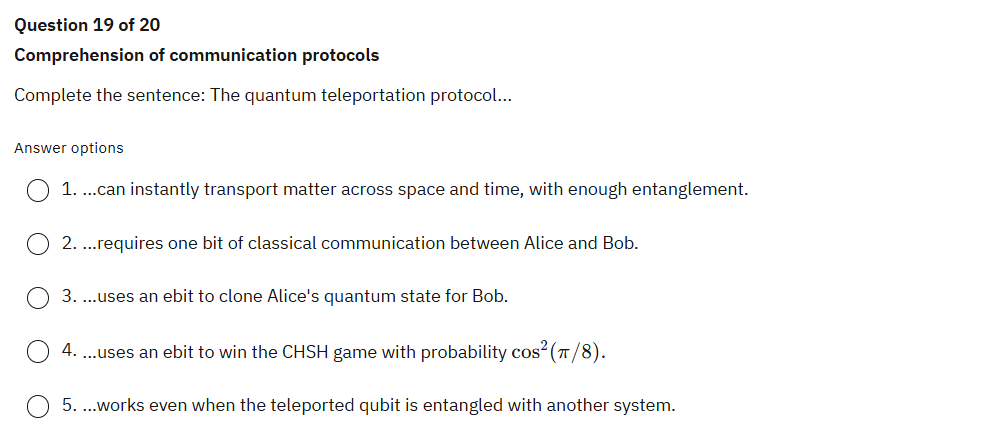 Question 19 of 20
Comprehension of communication protocols
Complete the sentence: The quantum teleportation protocol...
Answer options
1. ...can instantly transport matter across space and time, with enough entanglement.
2. ...requires one bit of classical communication between Alice and Bob.
3. ...uses an ebit to clone Alice's quantum state for Bob.
4. ...uses an ebit to win the CHSH game with probability cos²(π/8).
5. ...works even when the teleported qubit is entangled with another system.